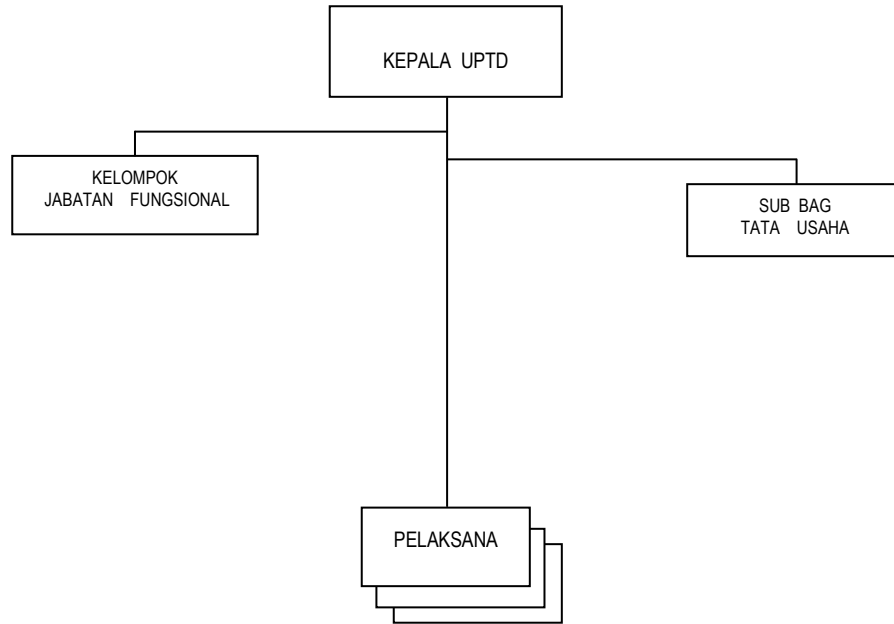 KEPALA UPTD
KELOMPOK
JABATAN FUNGSIONAL
SUB BAG
TATA USAHA
PELAKSANA